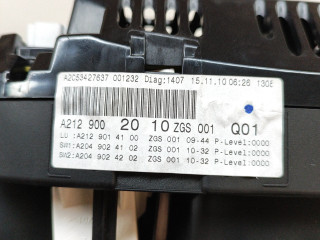 A2C83427637 001232 Diag:1407 15.11.10 06:26 1308
A212 900 20 10 ZGS 001 Q01
LU :A212 901 41 00 ZGS 001 09-44 P-Level:0000
SW1:A204 902 41 02 ZGS 001 10-32 P-Level:0000
SW2:A204 902 42 02 ZGS 001 10-32 P-Level:0000